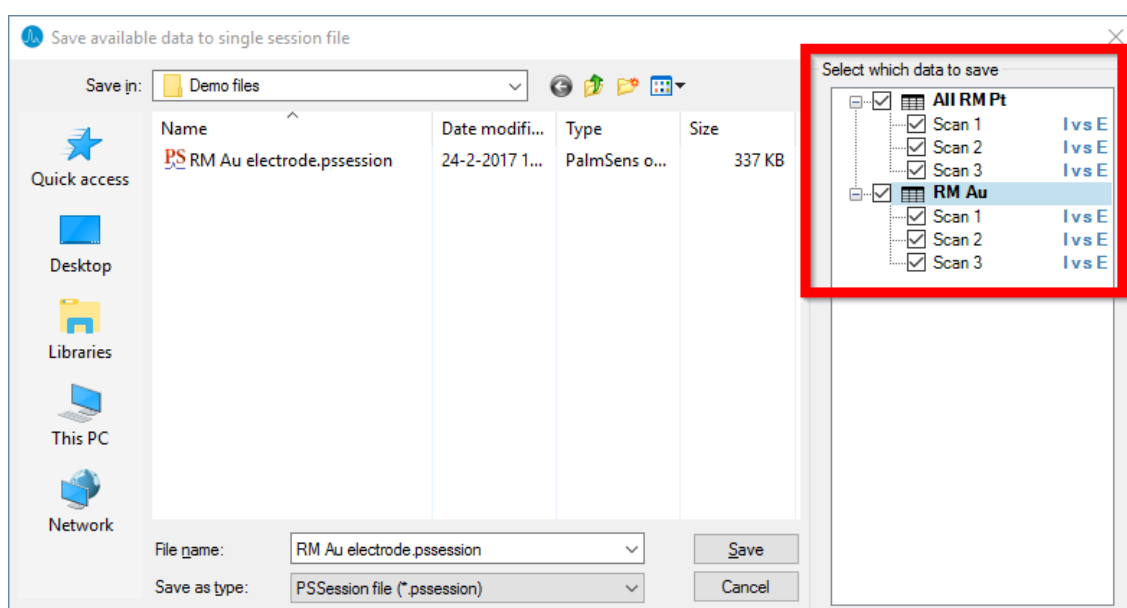 Save available data to single session file
Save in: Demo files
Select which data to save
Name Date modifi... Type Size
PS RM Au electrode.pssession 24-2-2017 1... PalmSens o... 337 KB
Quick access
Desktop
Libraries
This PC
Network
File name: RM Au electrode.pssession Save
Save as type: PSSession file (*.pssession) Cancel
All RM Pt
Scan 1 I vs E
Scan 2 I vs E
Scan 3 I vs E
RM Au
Scan 1 I vs E
Scan 2 I vs E
Scan 3 I vs E